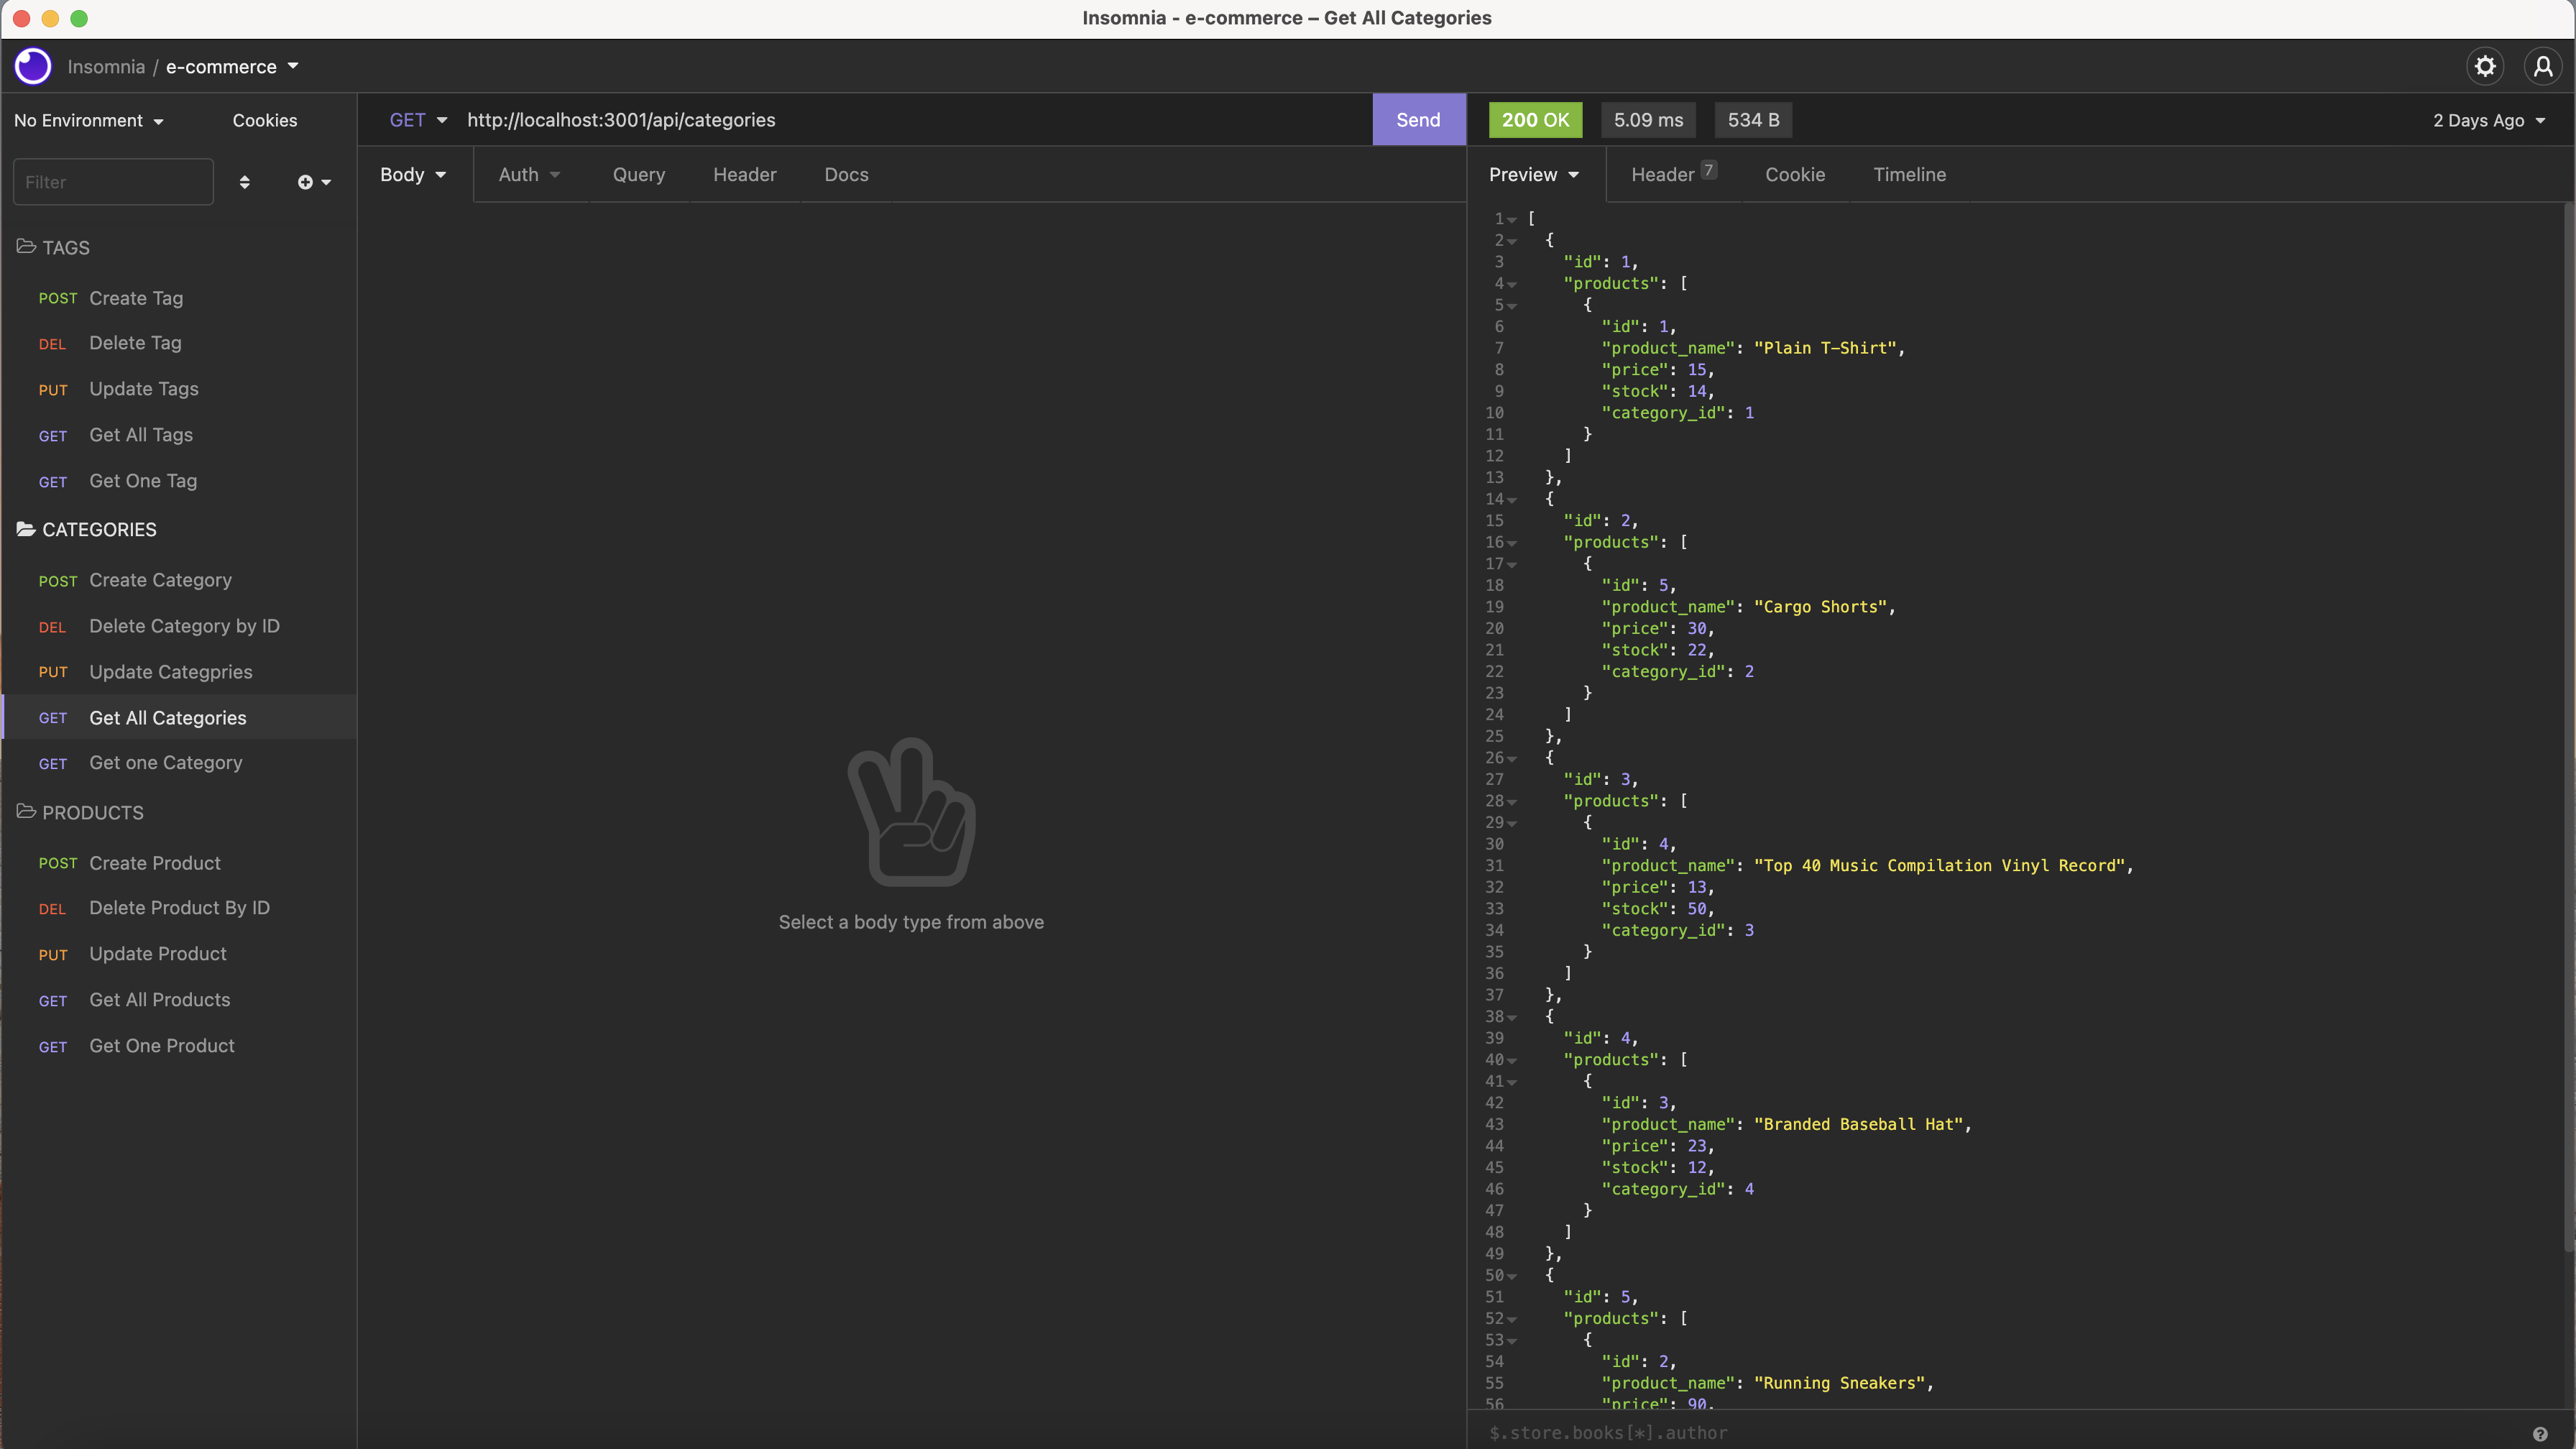 Insomnia - e-commerce – Get All Categories
Insomnia / e-commerce
No Environment
Cookies
Filter
TAGS
POST Create Tag
DEL Delete Tag
PUT Update Tags
GET Get All Tags
GET Get One Tag
CATEGORIES
POST Create Category
DEL Delete Category by ID
PUT Update Categpries
GET Get All Categories
GET Get one Category
PRODUCTS
POST Create Product
DEL Delete Product By ID
PUT Update Product
GET Get All Products
GET Get One Product
GET http://localhost:3001/api/categories Send
Body Auth Query Header Docs
Select a body type from above
200 OK 5.09 ms 534 B 2 Days Ago
Preview Header 7 Cookie Timeline
1 [
2 {
3 "id": 1,
4 "products": [
5 {
6 "id": 1,
7 "product_name": "Plain T-Shirt",
8 "price": 15,
9 "stock": 14,
10 "category_id": 1
11 }
12 ]
13 },
14 {
15 "id": 2,
16 "products": [
17 {
18 "id": 5,
19 "product_name": "Cargo Shorts",
20 "price": 30,
21 "stock": 22,
22 "category_id": 2
23 }
24 ]
25 },
26 {
27 "id": 3,
28 "products": [
29 {
30 "id": 4,
31 "product_name": "Top 40 Music Compilation Vinyl Record",
32 "price": 13,
33 "stock": 50,
34 "category_id": 3
35 }
36 ]
37 },
38 {
39 "id": 4,
40 "products": [
41 {
42 "id": 3,
43 "product_name": "Branded Baseball Hat",
44 "price": 23,
45 "stock": 12,
46 "category_id": 4
47 }
48 ]
49 },
50 {
51 "id": 5,
52 "products": [
53 {
54 "id": 2,
55 "product_name": "Running Sneakers",
56 "price": 90,
$.store.books[*].author